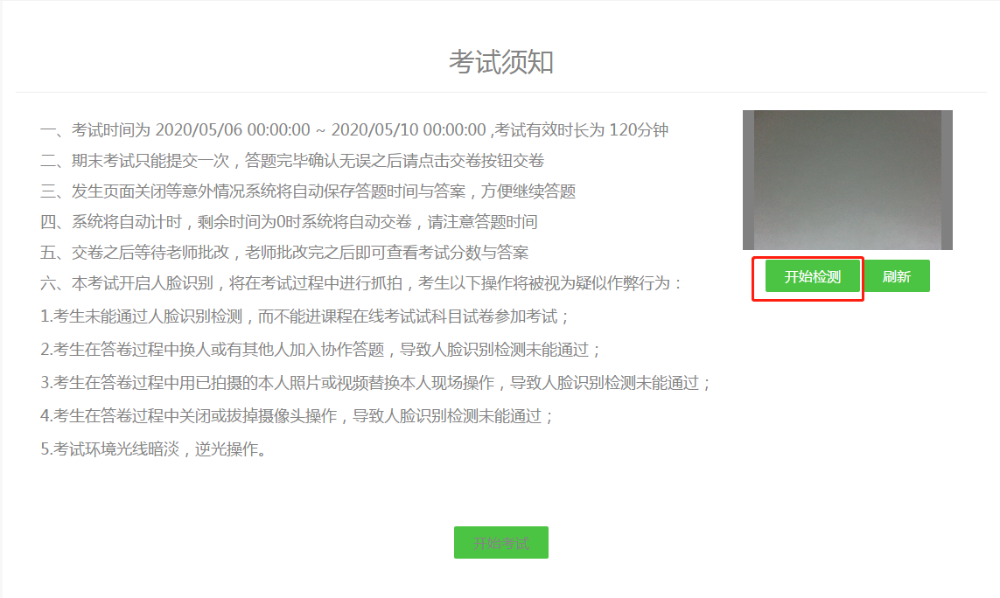 考试须知
一、考试时间为 2020/05/06 00:00:00 ~ 2020/05/10 00:00:00 ,考试有效时长为 120分钟
二、期末考试只能提交一次，答题完毕确认无误之后请点击交卷按钮交卷
三、发生页面关闭等意外情况系统将自动保存答题时间与答案，方便继续答题
四、系统将自动计时，剩余时间为0时系统将自动交卷，请注意答题时间
五、交卷之后等待老师批改，老师批改完之后即可查看考试分数与答案
六、本考试开启人脸识别，将在考试过程中进行抓拍，考生以下操作将被视为疑似作弊行为：
1.考生未能通过人脸识别检测，而不能进课程在线考试试科目试卷参加考试；
2.考生在答卷过程中换人或有其他人加入协作答题，导致人脸识别检测未能通过；
3.考生在答卷过程中用已拍摄的本人照片或视频替换本人现场操作，导致人脸识别检测未能通过；
4.考生在答卷过程中关闭或拔掉摄像头操作，导致人脸识别检测未能通过；
5.考试环境光线暗淡，逆光操作。
开始检测
刷新
开始考试